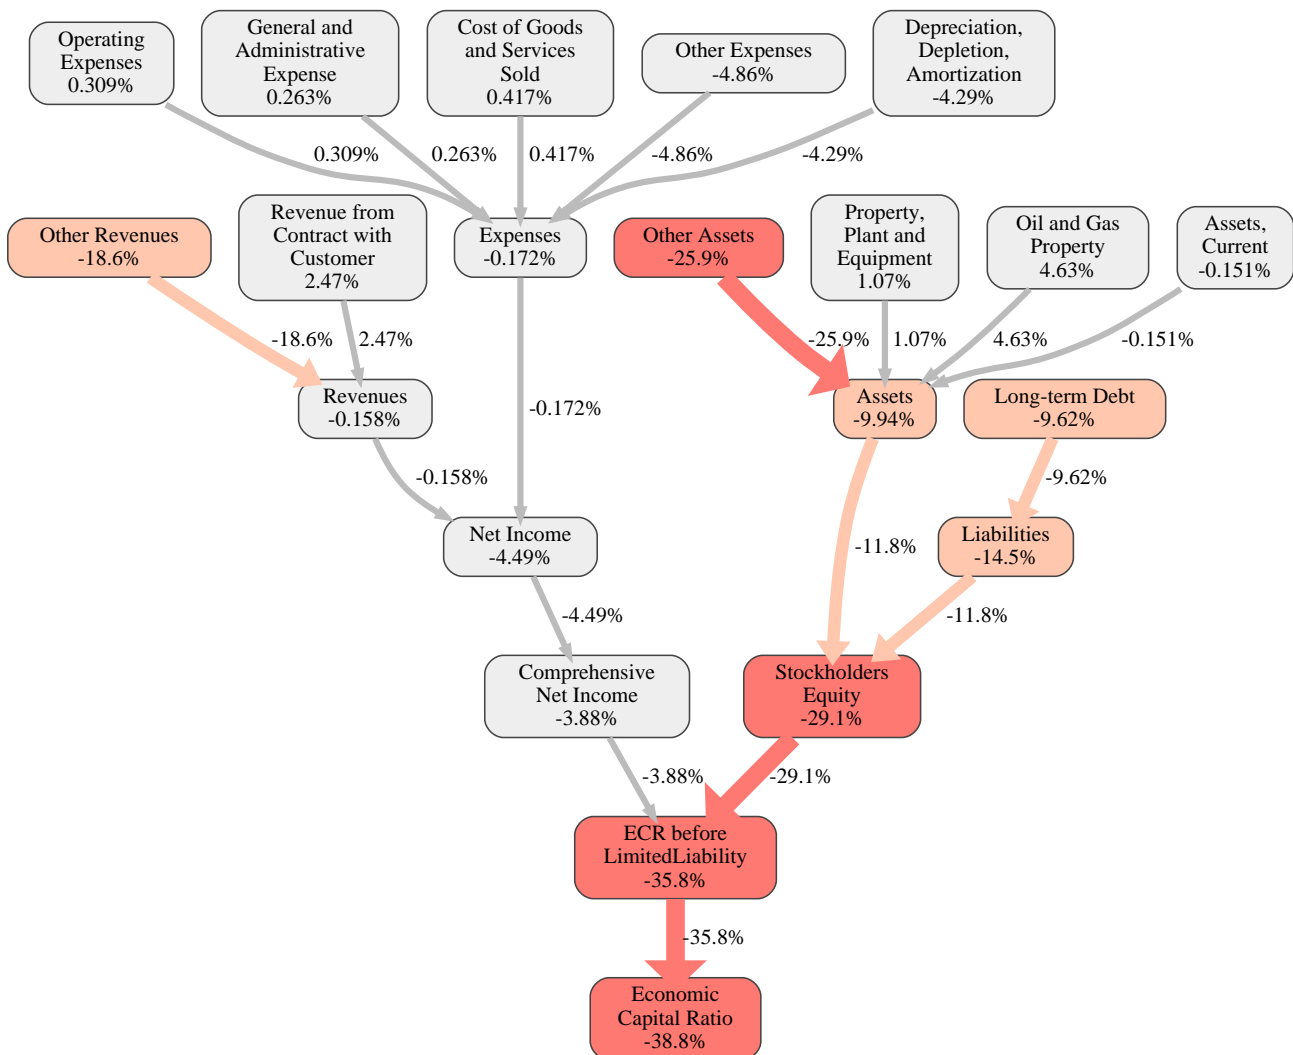 Operating
Expenses
0.309%
General and
Administrative
Expense
0.263%
Cost of Goods
and Services
Sold
0.417%
Other Expenses
-4.86%
Depreciation,
Depletion,
Amortization
-4.29%
0.309%
0.263%
0.417%
-4.86%
-4.29%
Other Revenues
-18.6%
Revenue from
Contract with
Customer
2.47%
Expenses
-0.172%
Other Assets
-25.9%
Property,
Plant and
Equipment
1.07%
Oil and Gas
Property
4.63%
Assets,
Current
-0.151%
-18.6%
2.47%
-25.9%
1.07%
4.63%
-0.151%
Revenues
-0.158%
-0.172%
Assets
-9.94%
Long-term Debt
-9.62%
-0.158%
-9.62%
Net Income
-4.49%
-11.8%
Liabilities
-14.5%
-4.49%
-11.8%
Comprehensive
Net Income
-3.88%
Stockholders
Equity
-29.1%
-3.88%
-29.1%
ECR before
LimitedLiability
-35.8%
-35.8%
Economic
Capital Ratio
-38.8%